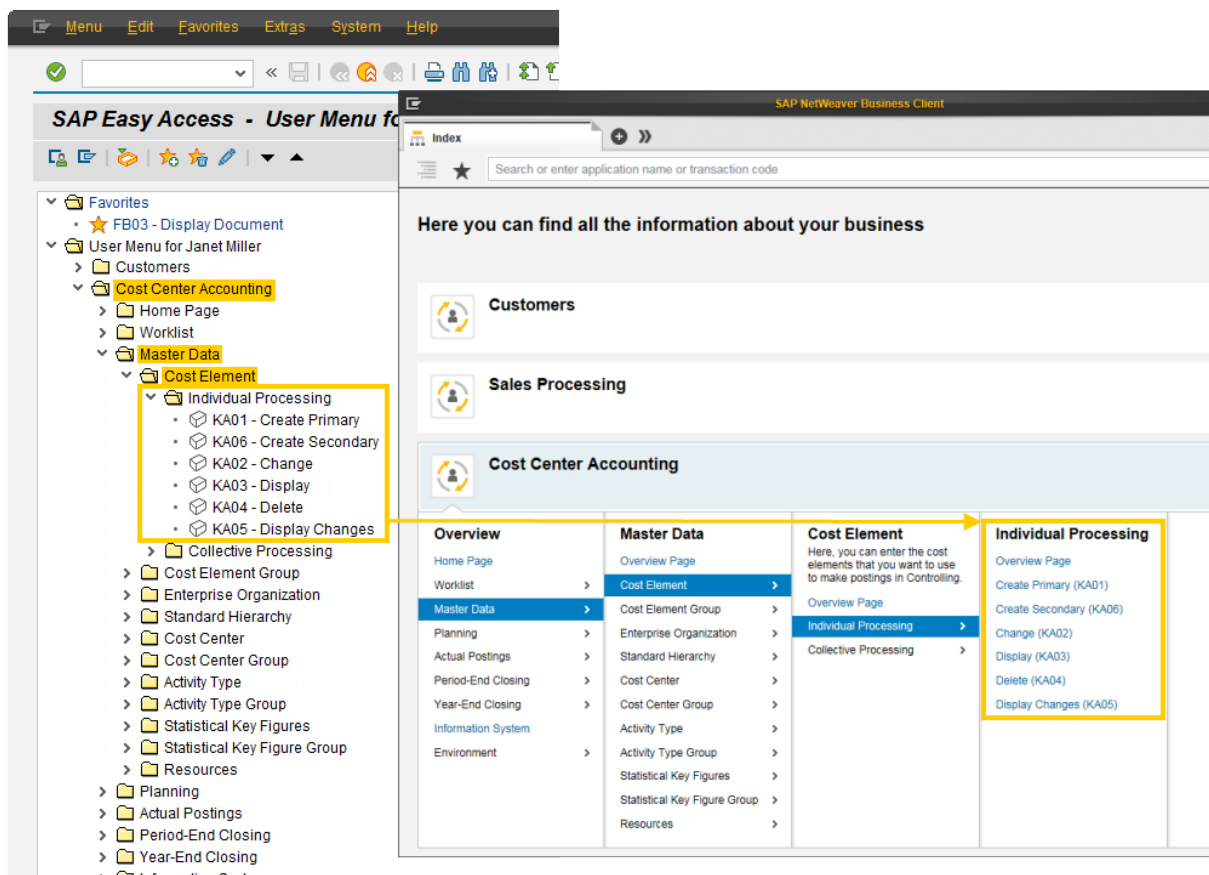 Menu Edit Favorites Extras System Help
SAP Easy Access - User Menu fo
Favorites
FB03 - Display Document
User Menu for Janet Miller
Customers
Cost Center Accounting
Home Page
Worklist
Master Data
Cost Element
Individual Processing
KA01 - Create Primary
KA06 - Create Secondary
KA02 - Change
KA03 - Display
KA04 - Delete
KA05 - Display Changes
Collective Processing
Cost Element Group
Enterprise Organization
Standard Hierarchy
Cost Center
Cost Center Group
Activity Type
Activity Type Group
Statistical Key Figures
Statistical Key Figure Group
Resources
Planning
Actual Postings
Period-End Closing
Year-End Closing
SAP NetWeaver Business Client
Index
Search or enter application name or transaction code
Here you can find all the information about your business
Customers
Sales Processing
Cost Center Accounting
Overview
Home Page
Worklist
Master Data
Planning
Actual Postings
Period-End Closing
Year-End Closing
Information System
Environment
Master Data
Overview Page
Cost Element
Cost Element Group
Enterprise Organization
Standard Hierarchy
Cost Center
Cost Center Group
Activity Type
Activity Type Group
Statistical Key Figures
Statistical Key Figure Group
Resources
Cost Element
Here, you can enter the cost
elements that you want to use
to make postings in Controlling.
Overview Page
Individual Processing
Collective Processing
Individual Processing
Overview Page
Create Primary (KA01)
Create Secondary (KA06)
Change (KA02)
Display (KA03)
Delete (KA04)
Display Changes (KA05)